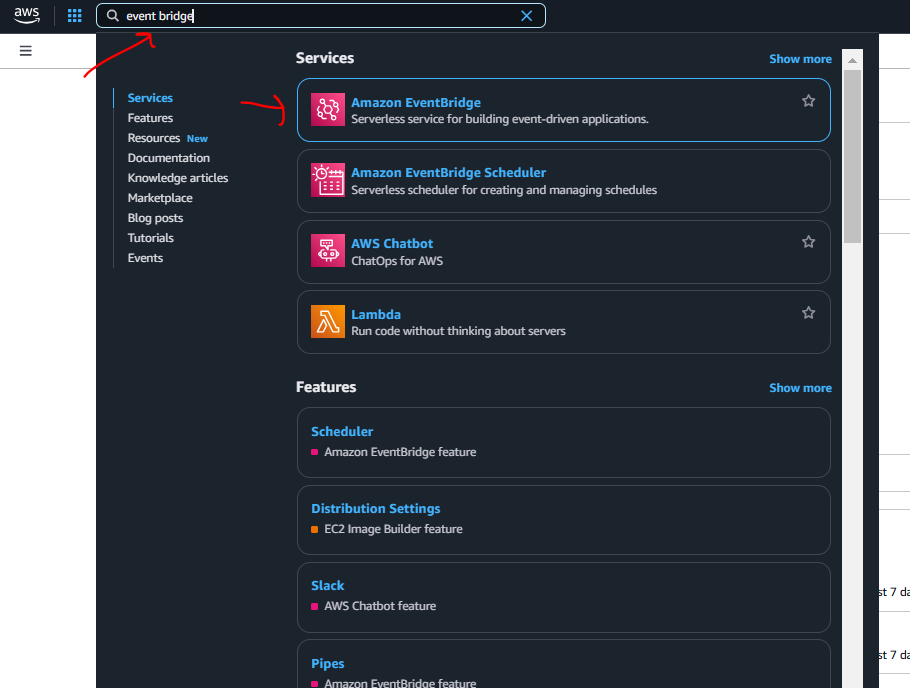 aws
event bridge
Services
Features
Resources New
Documentation
Knowledge articles
Marketplace
Blog posts
Tutorials
Events
Services
Show more
Amazon EventBridge
Serverless service for building event-driven applications.
Amazon EventBridge Scheduler
Serverless scheduler for creating and managing schedules
AWS Chatbot
ChatOps for AWS
Lambda
Run code without thinking about servers
Features
Show more
Scheduler
Amazon EventBridge feature
Distribution Settings
EC2 Image Builder feature
Slack
AWS Chatbot feature
Pipes
Amazon EventBridge feature
st 7 da
st 7 da